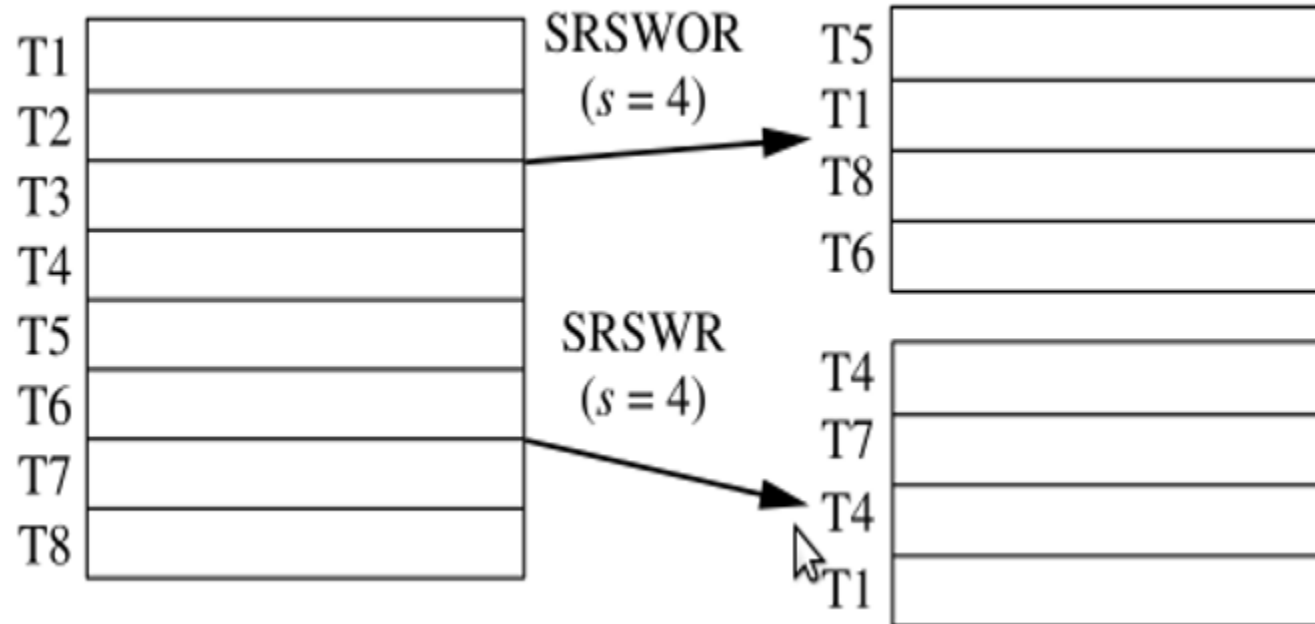 T1
T2
T3
T4
T5
T6
T7
T8
SRSWOR
(s = 4)
SRSWR
(s = 4)
T5
T1
T8
T6
T4
T7
T4
T1